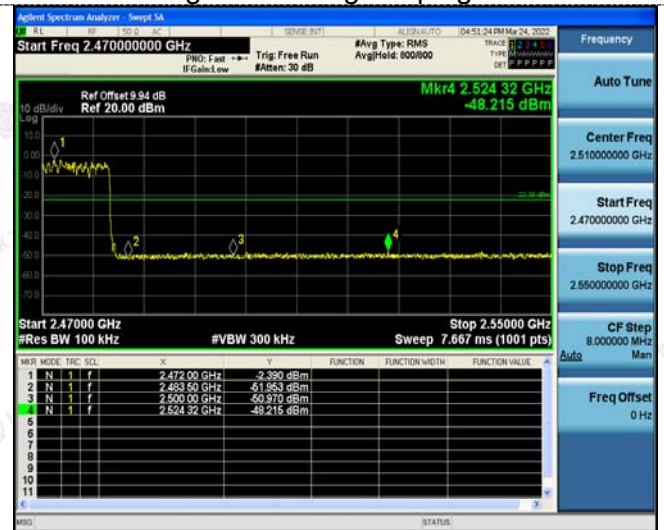 Agilent Spectrum Analyzer - Swept SA
RL RF 50 Ω AC SENSE:INT ALIGN AUTO 04:51:24 PM Mar 24, 2022
Start Freq 2.470000000 GHz
PNO: Fast Trig: Free Run #Avg Type: RMS
IFGain:Low #Atten: 30 dB Avg|Hold: 800/800
TRACE 1 2 3 4 5 6
TYPE
DET P P P P P P
Frequency
Mkr4 2.524 32 GHz
-48.215 dBm
Ref Offset 9.94 dB
10 dB/div Ref 20.00 dBm
Log
10.0
0.00
-10.0
-20.0
-30.0
-40.0
-50.0
-60.0
-70.0
1
2
3
4
Start 2.47000 GHz Stop 2.55000 GHz
#Res BW 100 kHz #VBW 300 kHz Sweep 7.667 ms (1001 pts)
MKR MODE TRC SCL X Y FUNCTION FUNCTION WIDTH FUNCTION VALUE
1 N 1 f 2.472 00 GHz -2.390 dBm
2 N 1 f 2.483 50 GHz -51.953 dBm
3 N 1 f 2.500 00 GHz -50.970 dBm
4 N 1 f 2.524 32 GHz -48.215 dBm
5
6
7
8
9
10
11
MSG STATUS
Auto Tune
Center Freq
2.510000000 GHz
Start Freq
2.470000000 GHz
Stop Freq
2.550000000 GHz
CF Step
8.000000 MHz
Auto Man
Freq Offset
0 Hz